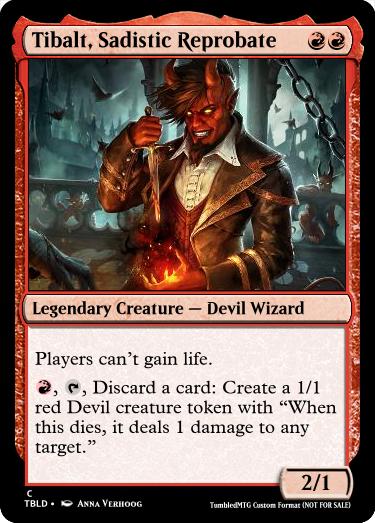 Tibalt, Sadistic Reprobate
Legendary Creature — Devil Wizard
Players can't gain life.
, , Discard a card: Create a 1/1
red Devil creature token with “When
this dies, it deals 1 damage to any
target.”
2/1
C
TBLD • Anna Verhoog
TumbledMTG Custom Format (NOT FOR SALE)